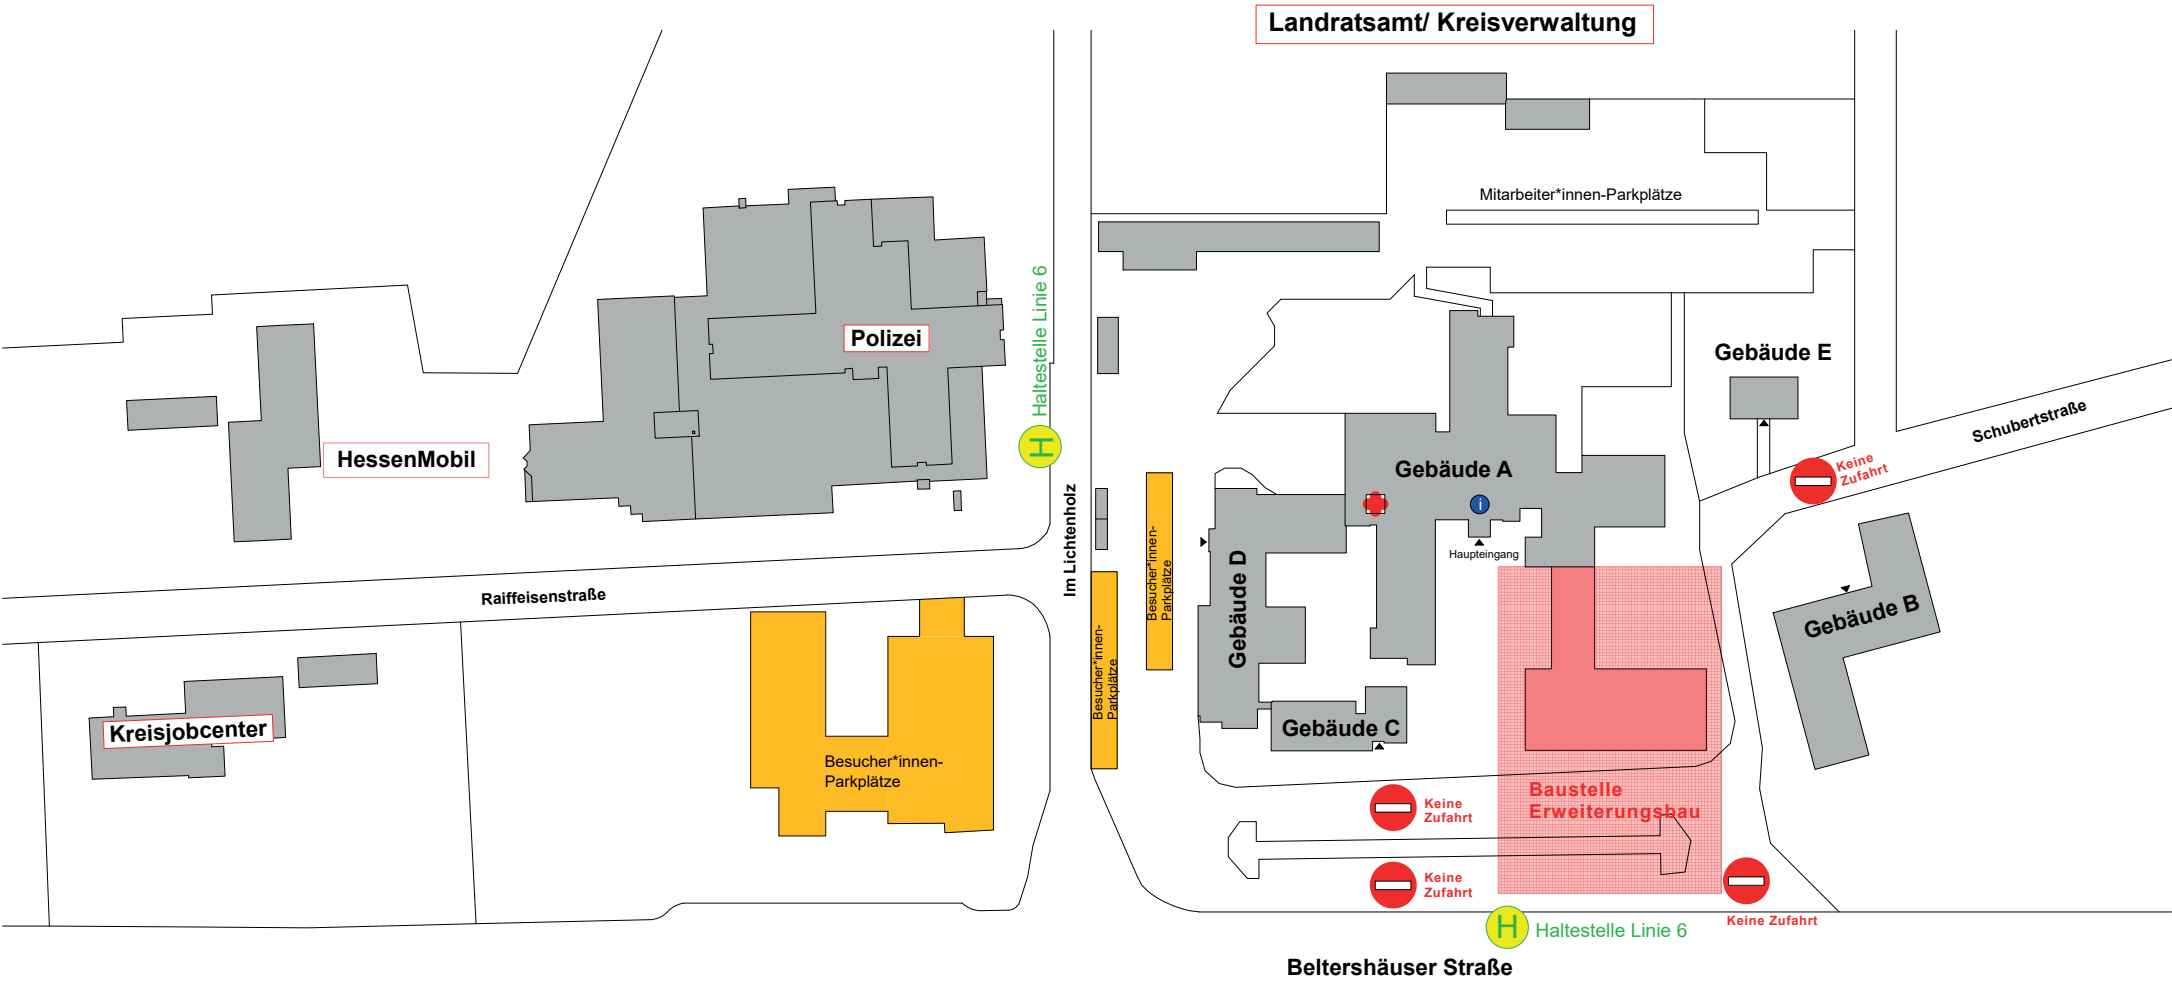 Landratsamt/ Kreisverwaltung
Mitarbeiter*innen-Parkplätze
Haltestelle Linie 6
H
Polizei
HessenMobil
Gebäude E
Schubertstraße
Keine
Zufahrt
Gebäude A
i
Haupteingang
Im Lichtenholz
Besucher*innen-
Parkplätze
Besucher*innen-
Parkplätze
Gebäude D
Gebäude B
Gebäude C
Raiffeisenstraße
Kreisjobcenter
Besucher*innen-
Parkplätze
Baustelle
Erweiterungsbau
Keine
Zufahrt
Keine
Zufahrt
Keine Zufahrt
H
Haltestelle Linie 6
Beltershäuser Straße